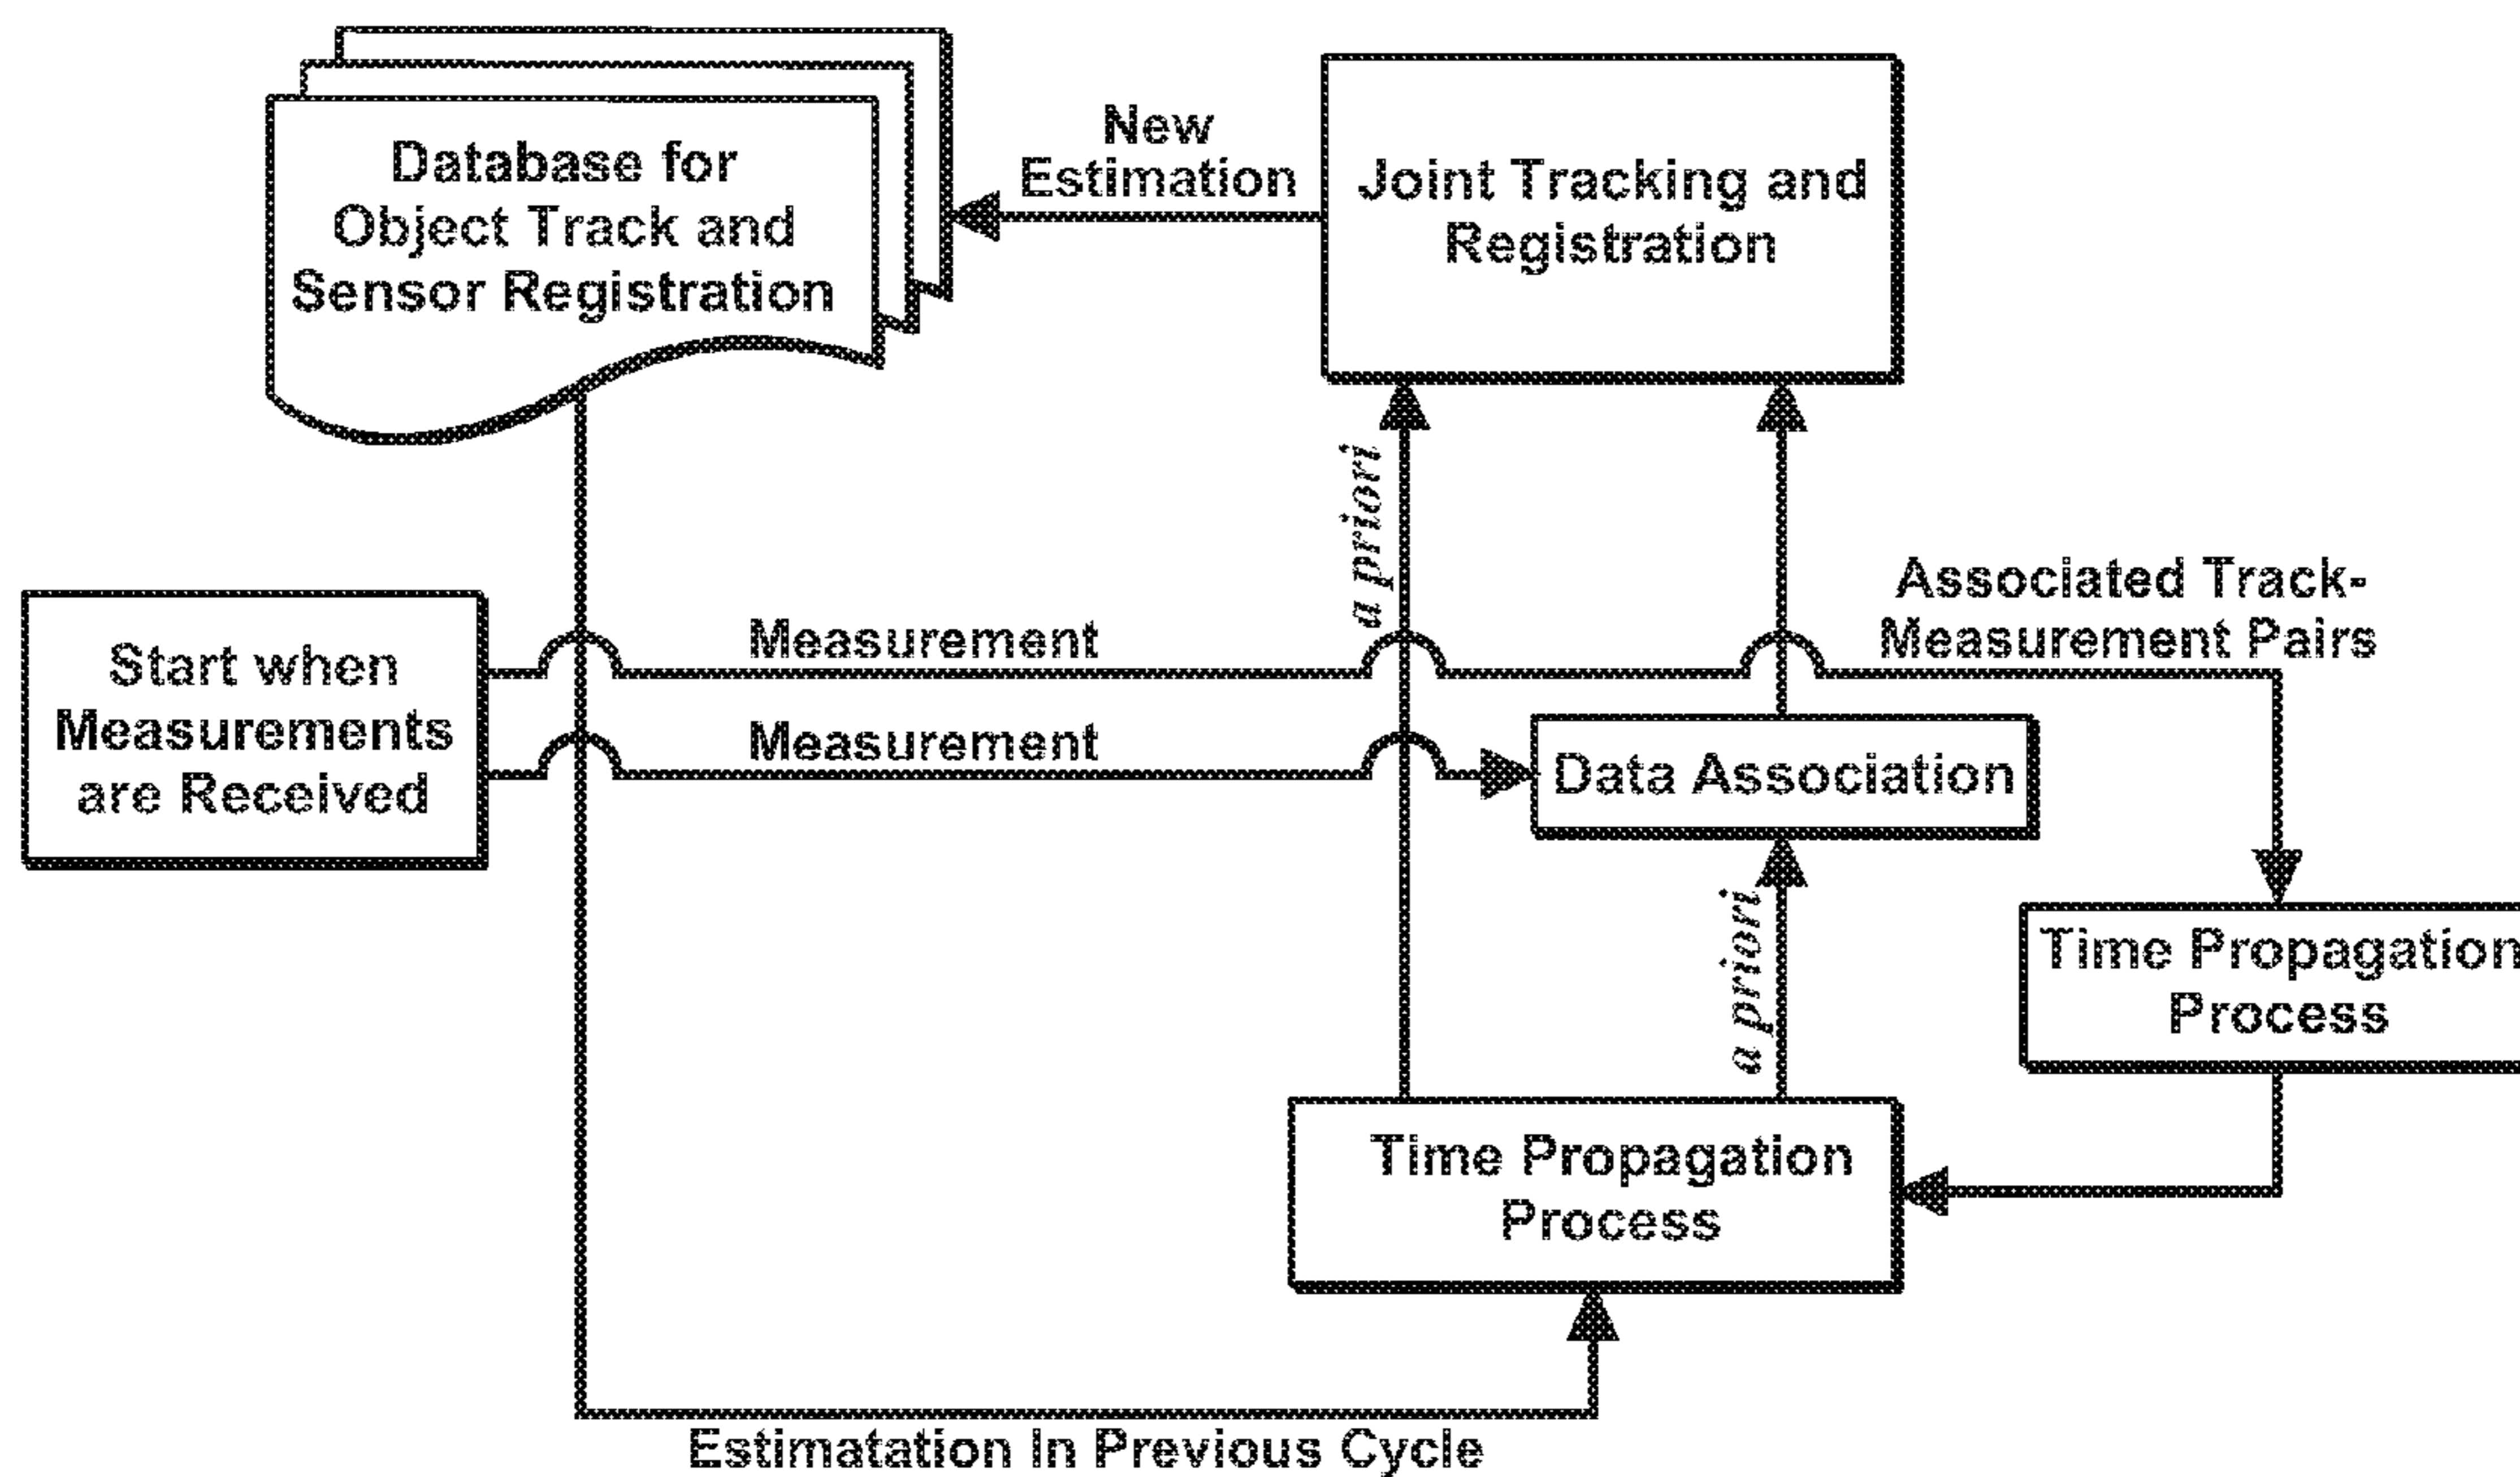 Database for
Object Track and
Sensor Registration
New
Estimation
Joint Tracking and
Registration
a priori
Associated Track-
Measurement Pairs
Start when
Measurements
are Received
Measurement
Measurement
Data Association
a priori
Time Propagation
Process
Time Propagation
Process
Estimatation In Previous Cycle